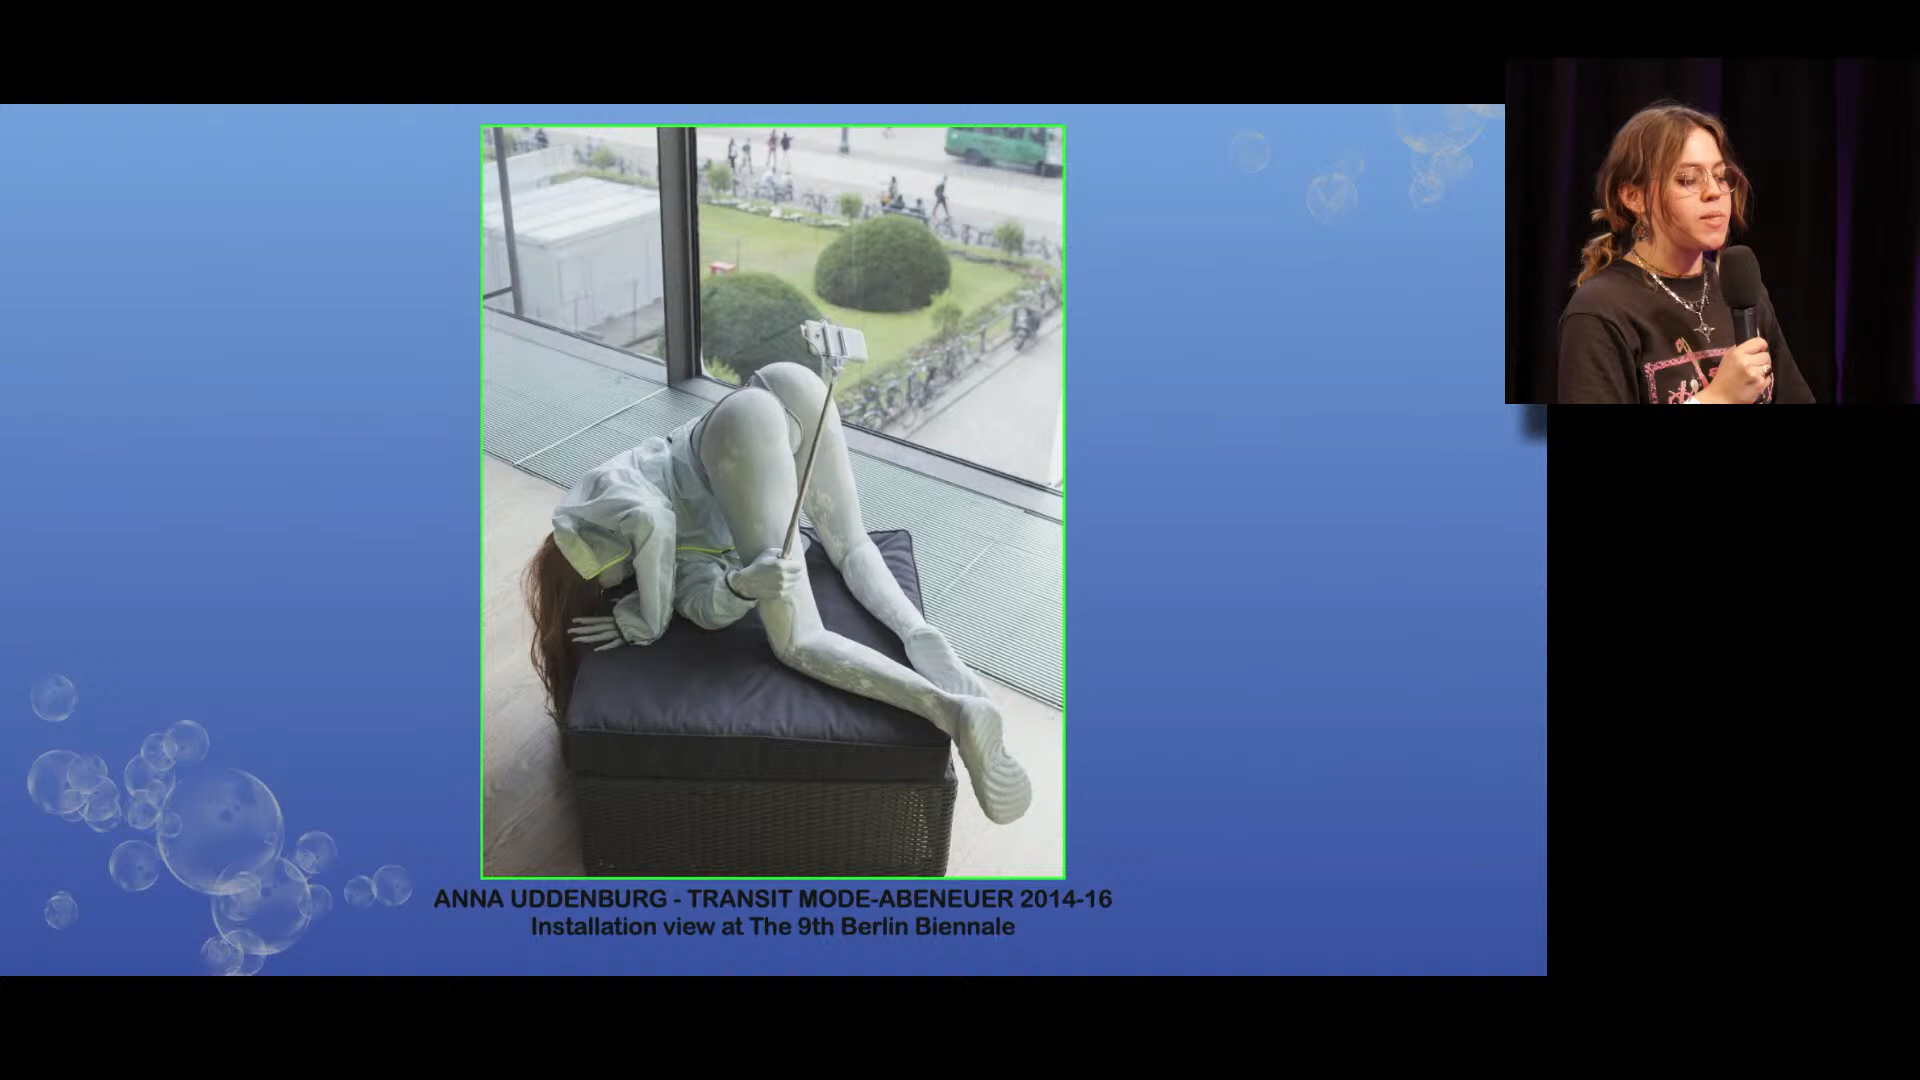 ANNA UDDENBURG - TRANSIT MODE-ABENEUER 2014-16
Installation view at The 9th Berlin Biennale